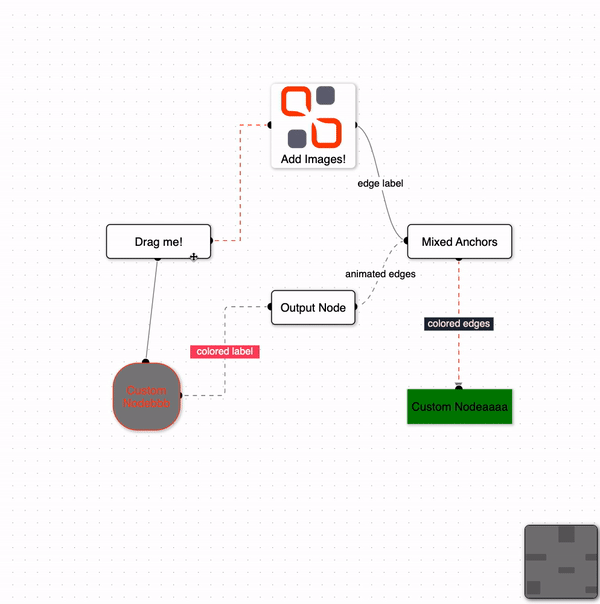 Add Images!
edge label
Drag me!
Mixed Anchors
animated edges
Output Node
colored edges
colored label
Custom
Custom Nodeaaaa